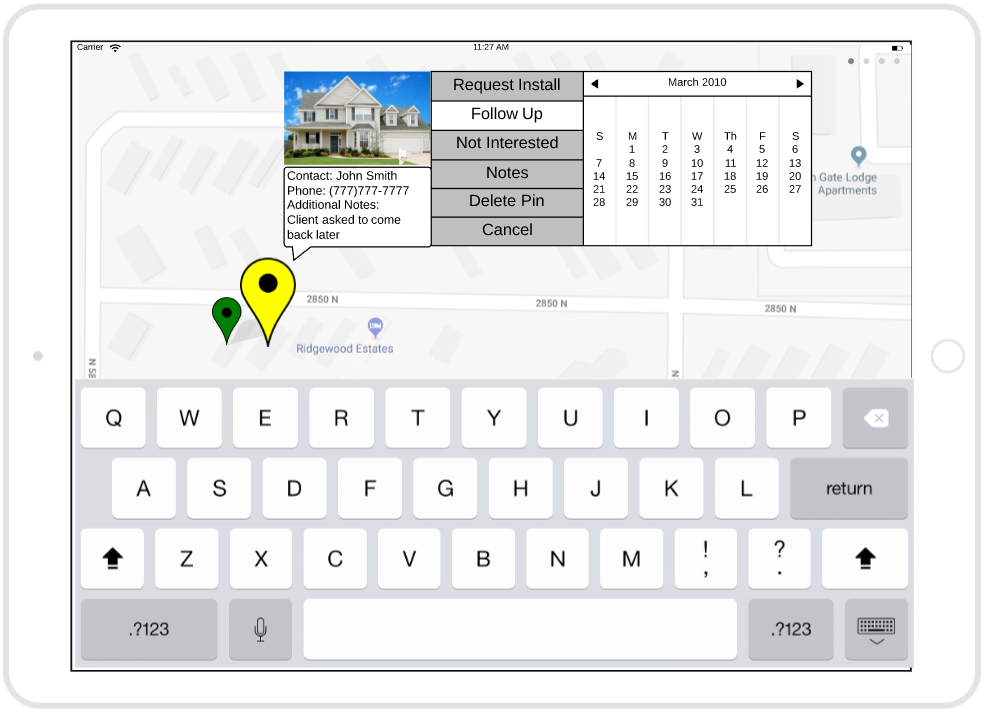 Carrier
11:27 AM
Request Install
Follow Up
Not Interested
Notes
Delete Pin
Cancel
March 2010
S M T W Th F S
1 2 3 4 5 6
7 8 9 10 11 12 13
14 15 16 17 18 19 20
21 22 23 24 25 26 27
28 29 30 31
Contact: John Smith
Phone: (777)777-7777
Additional Notes:
Client asked to come
back later
Gate Lodge
Apartments
2850 N
2850 N
2850 N
Ridgewood Estates
N 58
N
Q W E R T Y U I O P
A S D F G H J K L return
Z X C V B N M ! , ? .
.?123 .?123